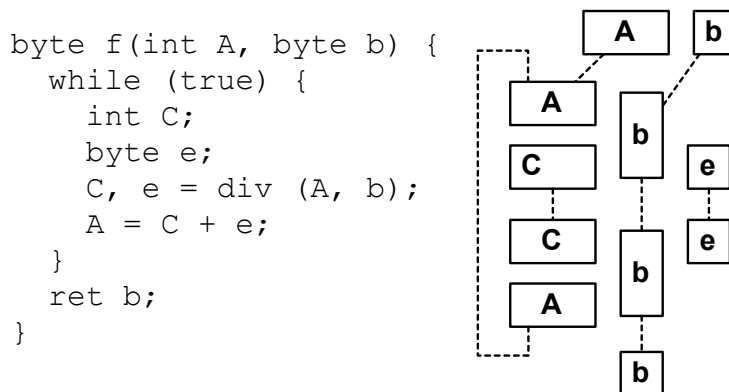 byte f(int A, byte b) {
while (true) {
int C;
byte e;
C, e = div (A, b);
A = C + e;
}
ret b;
}
A b
A
b
C e
C e
b
A
b